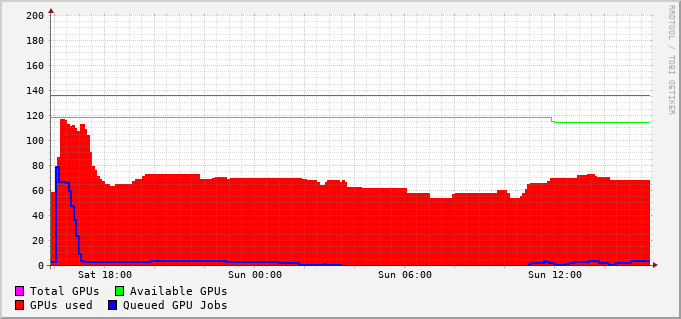 200
180
160
140
120
100
80
60
40
20
0
Sat 18:00 Sun 00:00 Sun 06:00 Sun 12:00
Total GPUs Available GPUs
GPUs used Queued GPU Jobs
RRDTOOL / TOBI OETIKER